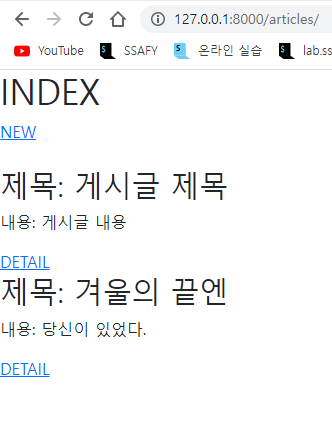 127.0.0.1:8000/articles/
YouTube SSAFY 온라인 실습 lab.ss
INDEX
NEW
제목: 게시글 제목
내용: 게시글 내용
DETAIL
제목: 겨울의 끝엔
내용: 당신이 있었다.
DETAIL